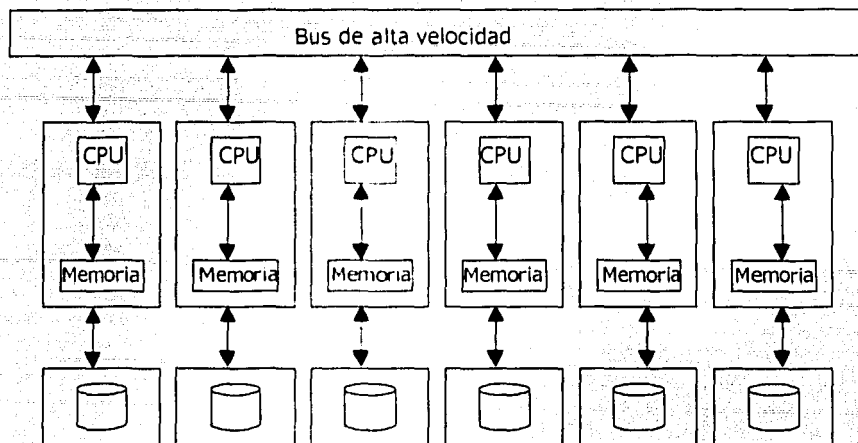 Bus de alta velocidad
CPU CPU CPU CPU CPU CPU
Memoria Memoria Memoria Memoria Memoria Memoria